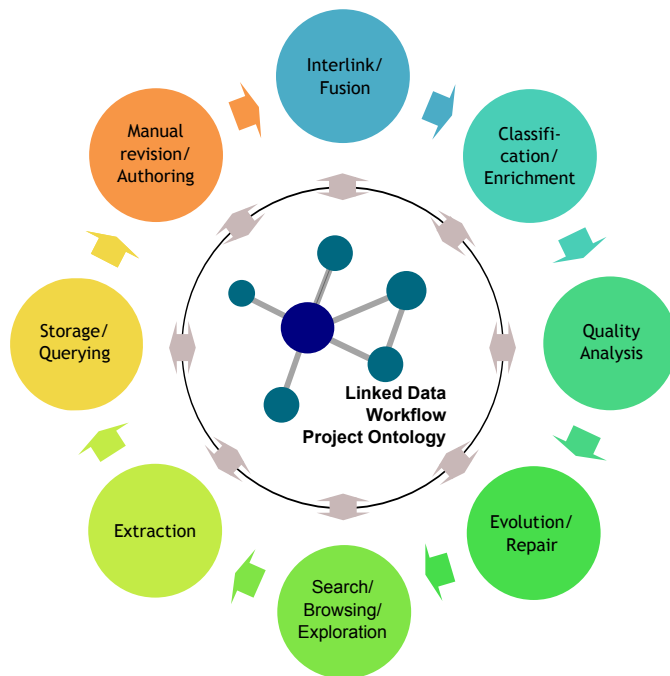 Interlink/
Fusion
Classifi-
cation/
Enrichment
Quality
Analysis
Evolution/
Repair
Search/
Browsing/
Exploration
Extraction
Storage/
Querying
Manual
revision/
Authoring
Linked Data
Workflow
Project Ontology